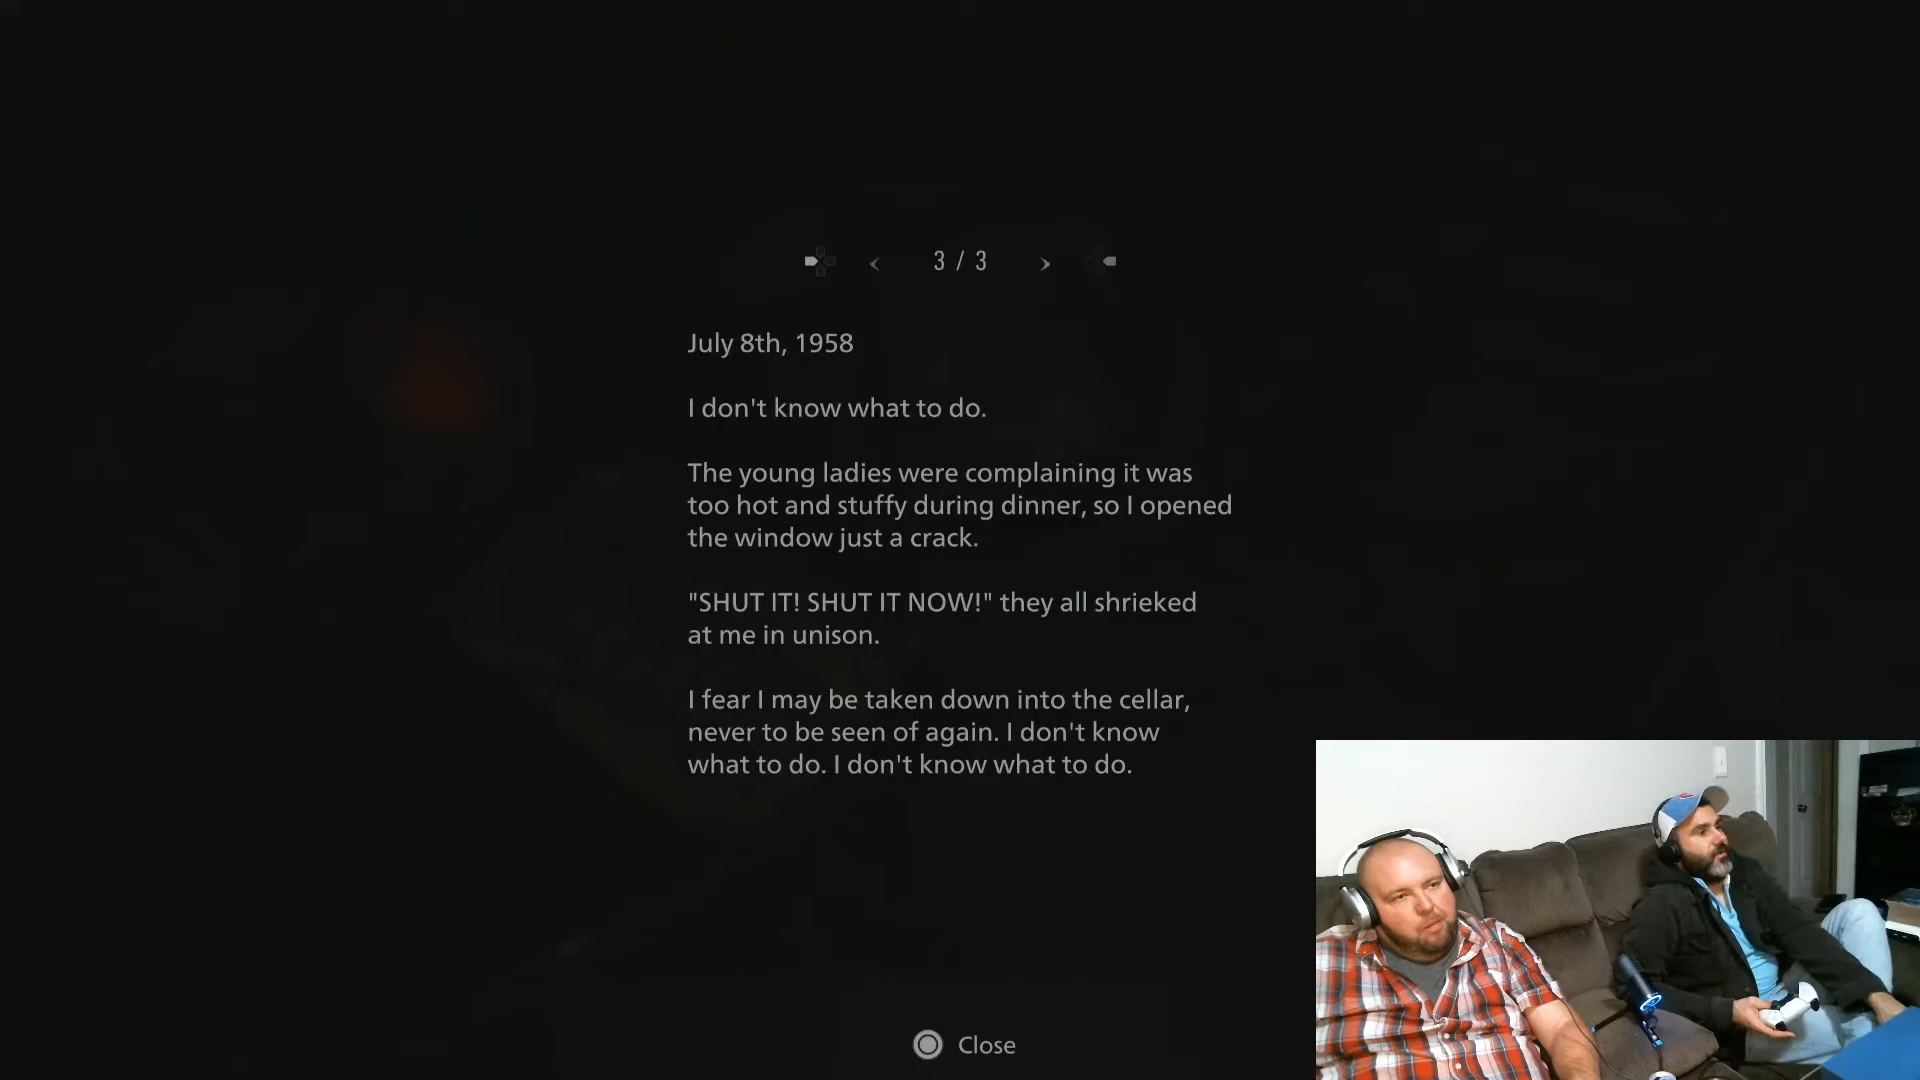 3 / 3
July 8th, 1958
I don't know what to do.
The young ladies were complaining it was
too hot and stuffy during dinner, so I opened
the window just a crack.
"SHUT IT! SHUT IT NOW!" they all shrieked
at me in unison.
I fear I may be taken down into the cellar,
never to be seen of again. I don't know
what to do. I don't know what to do.
Close